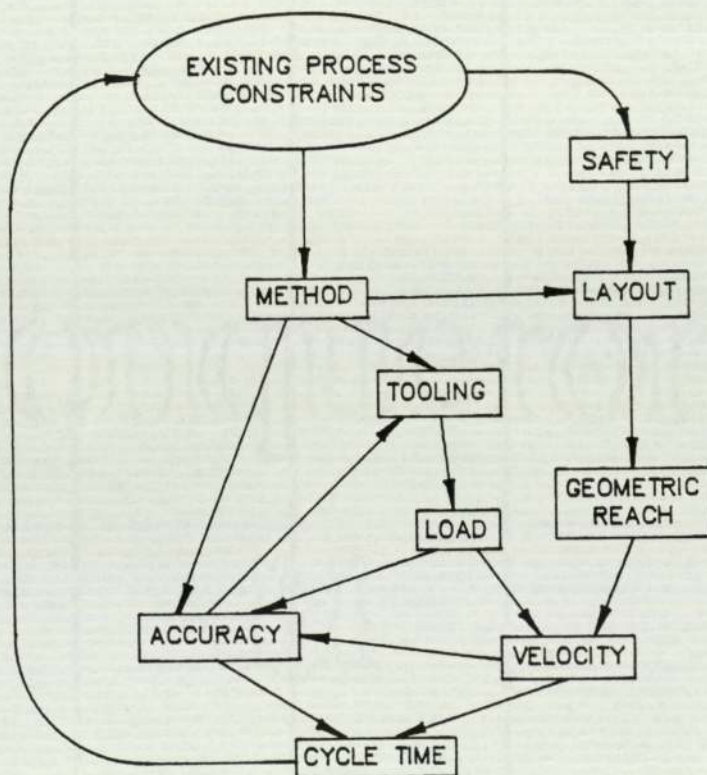 EXISTING PROCESS
CONSTRAINTS
SAFETY
METHOD
LAYOUT
TOOLING
GEOMETRIC
REACH
LOAD
ACCURACY
VELOCITY
CYCLE TIME